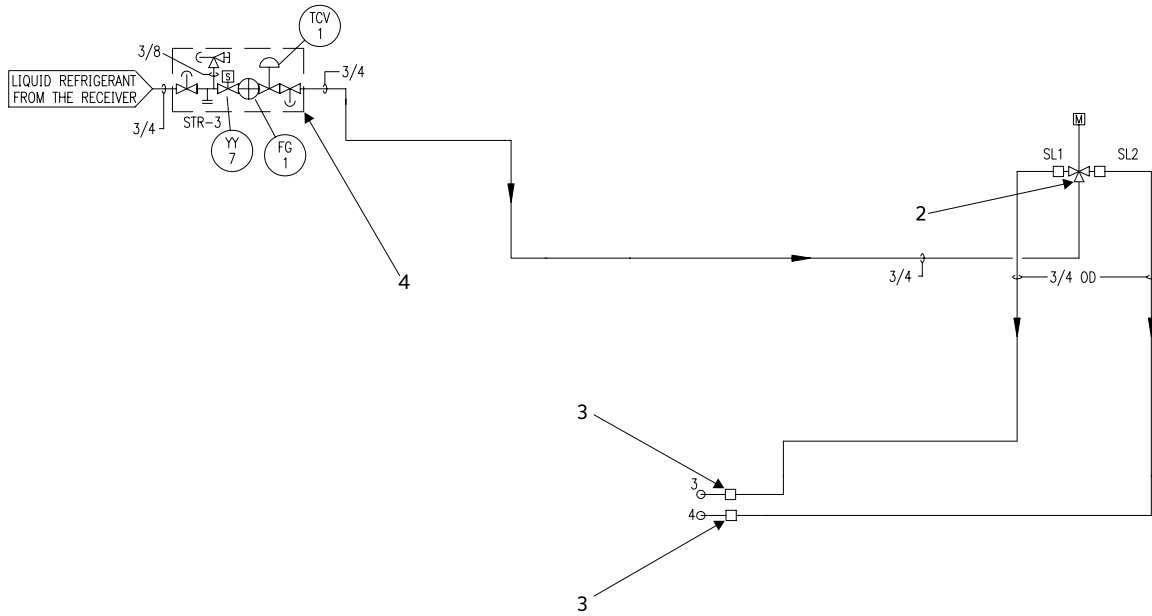 TCV
1
3/8
S
3/4
LIQUID REFRIGERANT
FROM THE RECEIVER
3/4
STR-3
YY
7
FG
1
4
M
SL1
SL2
2
3/4
3/4 OD
3
3
4
3